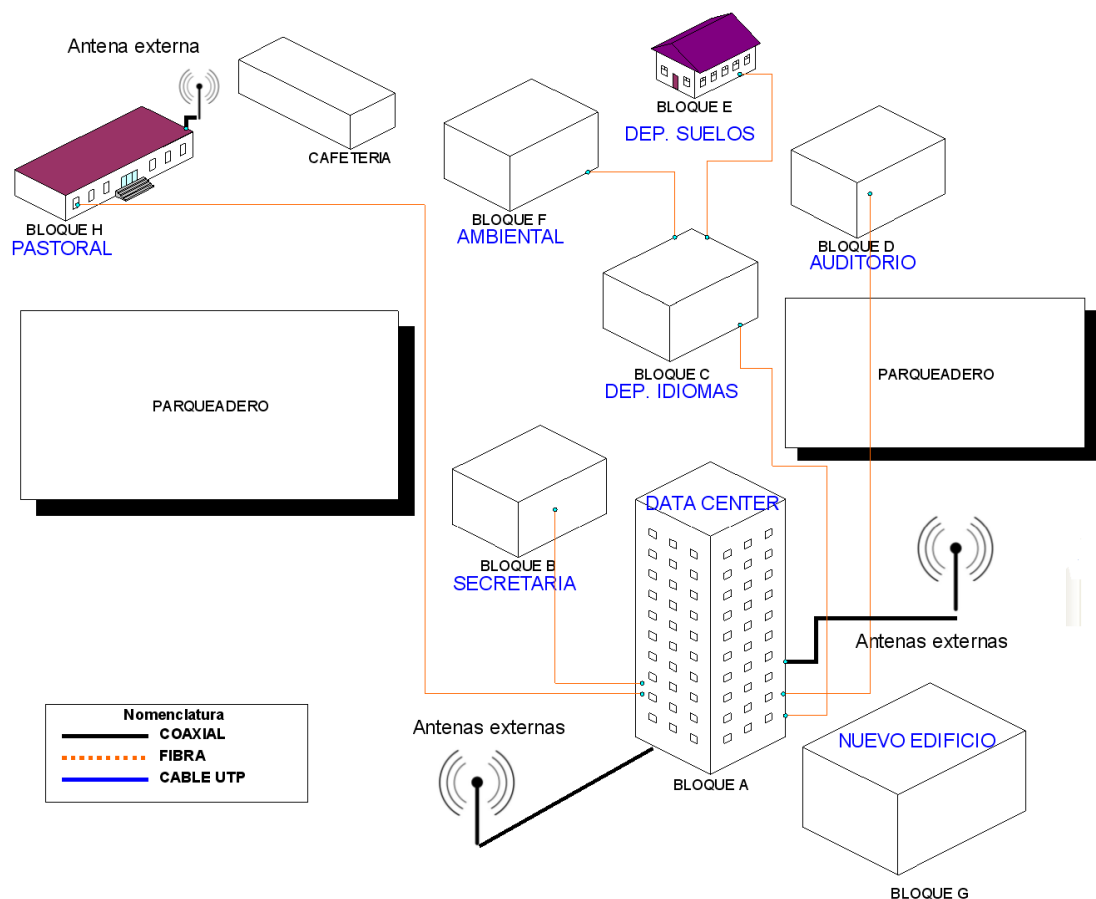 Antena externa
CAFETERIA
BLOQUE E
DEP. SUELOS
BLOQUE H
PASTORAL
BLOQUE F
AMBIENTAL
BLOQUE D
AUDITORIO
BLOQUE C
DEP. IDIOMAS
PARQUEADERO
PARQUEADERO
DATA CENTER
BLOQUE B
SECRETARIA
Antenas externas
Nomenclatura
COAXIAL
FIBRA
CABLE UTP
Antenas externas
NUEVO EDIFICIO
BLOQUE A
BLOQUE G